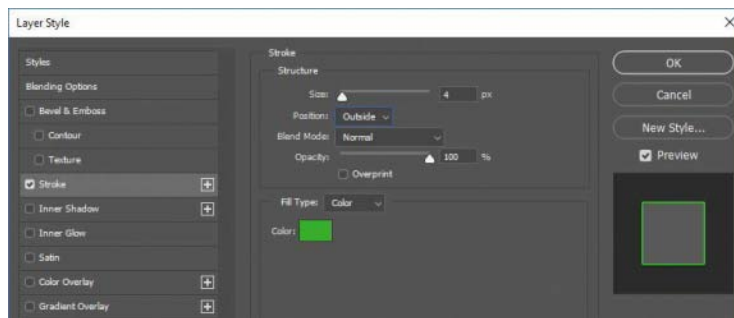 Layer Style
Styles
Blending Options
Bevel & Emboss
Contour
Texture
Stroke
Inner Shadow
Inner Glow
Satin
Color Overlay
Gradient Overlay
Stroke
Structure
Size: 4 px
Position: Outside
Blend Mode: Normal
Opacity: 100 %
Overprint
Fill Type: Color
Color:
OK
Cancel
New Style...
Preview